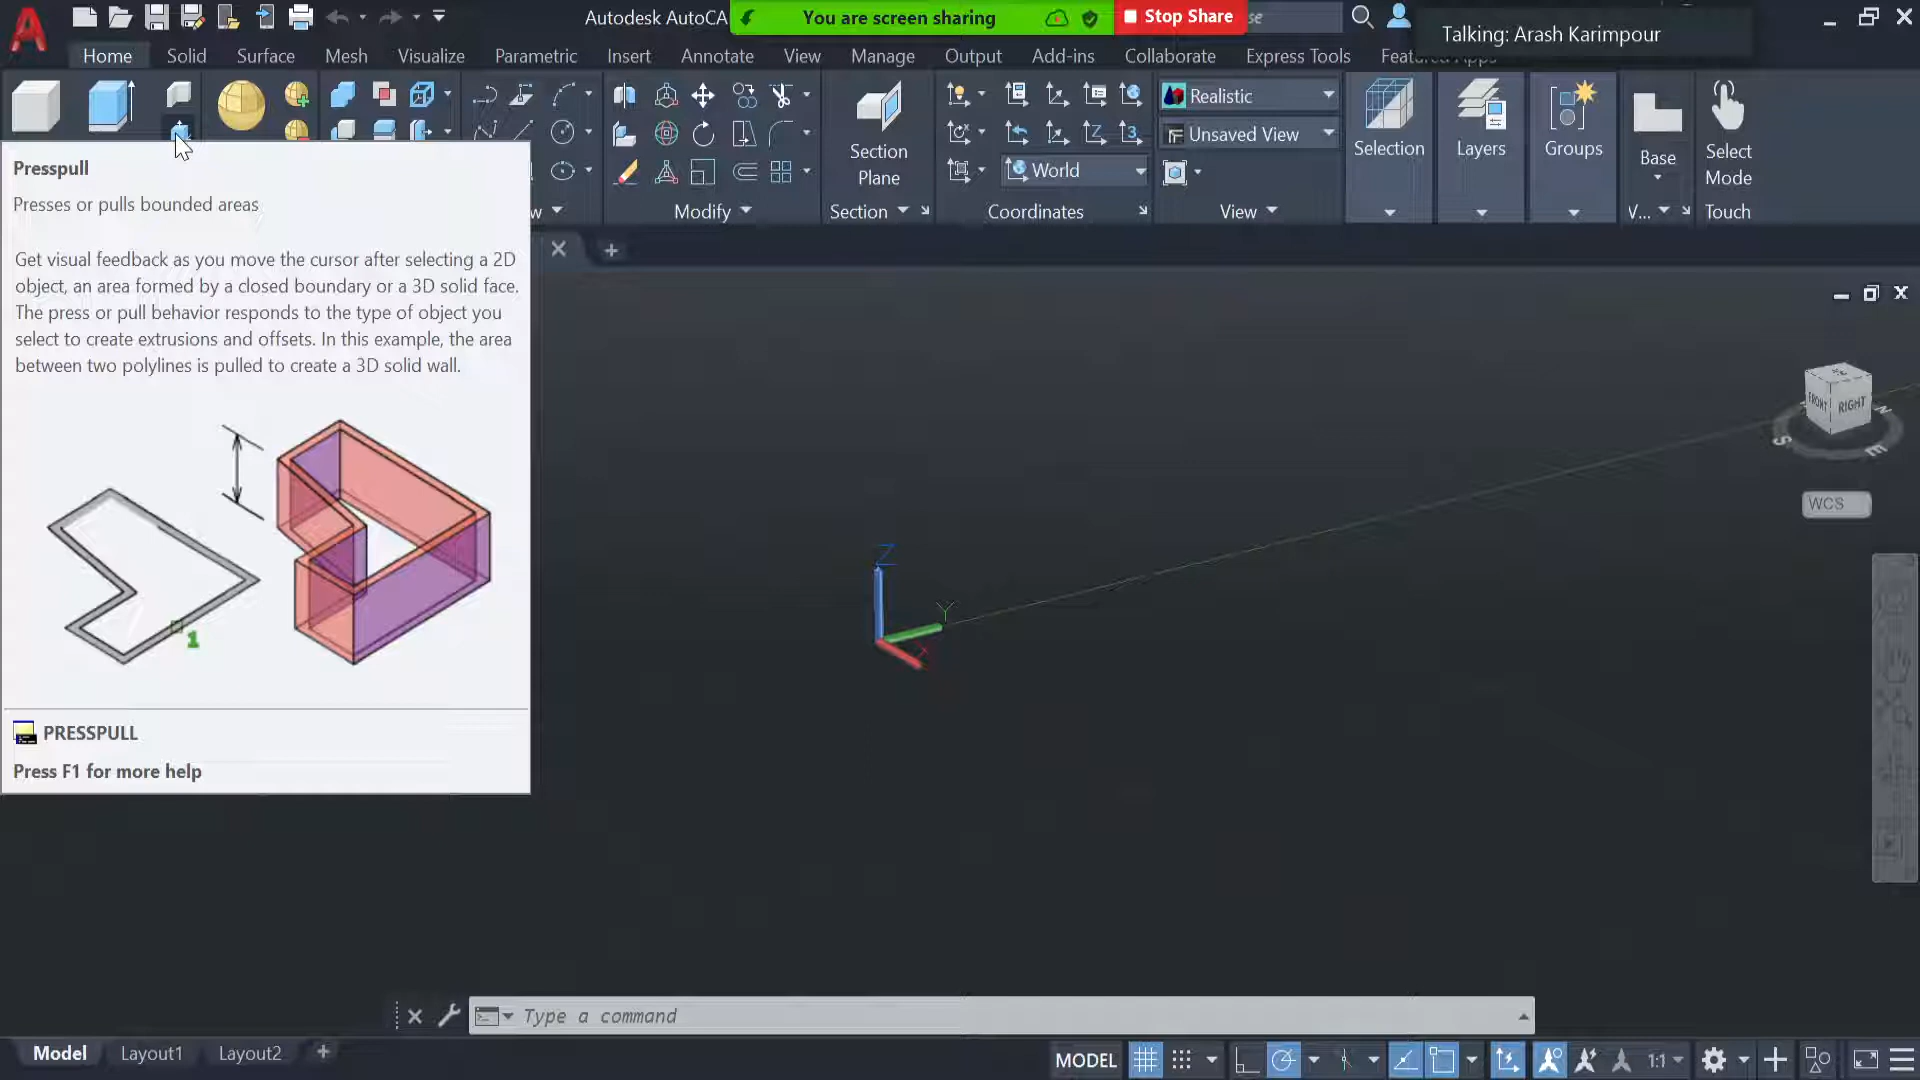 Autodesk AutoCA
You are screen sharing
Stop Share
se
Talking: Arash Karimpour
Home
Solid
Surface
Mesh
Visualize
Parametric
Insert
Annotate
View
Manage
Output
Add-ins
Collaborate
Express Tools
Featured Apps
Section
Plane
Realistic
Unsaved View
World
Selection
Layers
Groups
Base
Select
Mode
w
Modify
Section
Coordinates
View
V...
Touch
Presspull
Presses or pulls bounded areas
Get visual feedback as you move the cursor after selecting a 2D
object, an area formed by a closed boundary or a 3D solid face.
The press or pull behavior responds to the type of object you
select to create extrusions and offsets. In this example, the area
between two polylines is pulled to create a 3D solid wall.
1
PRESSPULL
Press F1 for more help
Z
Y
X
FRONT
RIGHT
N
S
E
WCS
Type a command
Model
Layout1
Layout2
MODEL
1:1